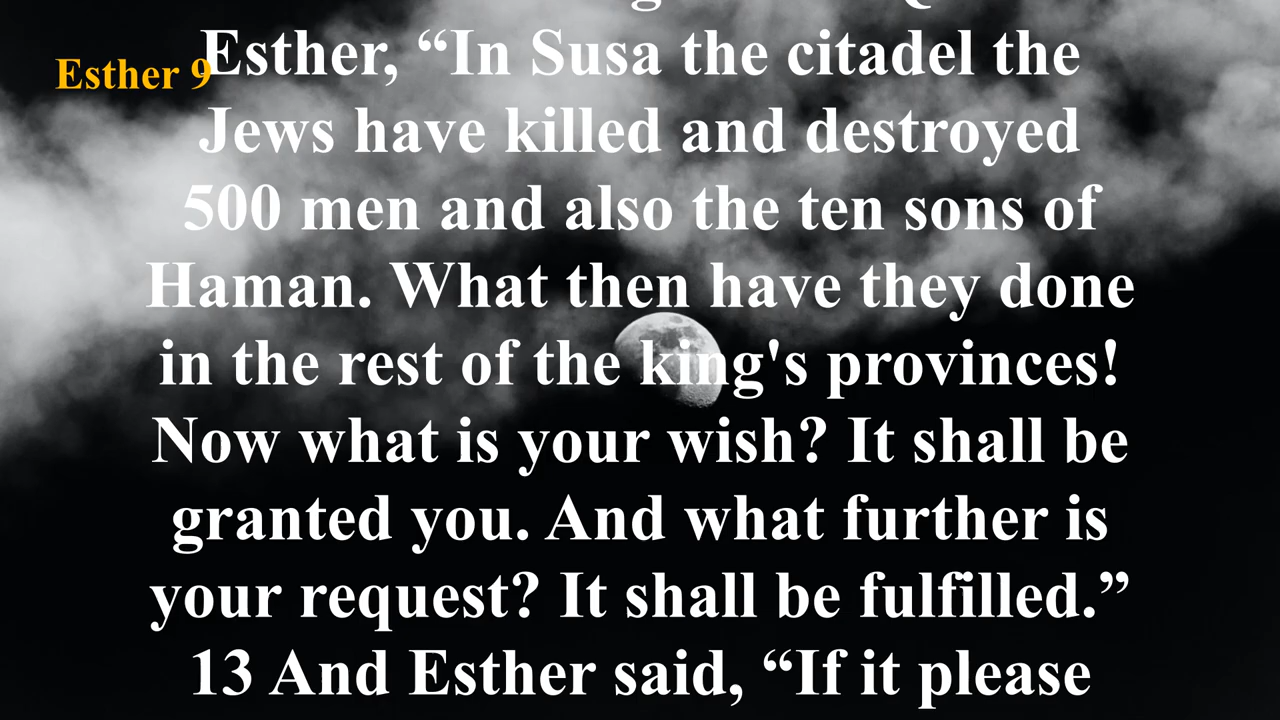 Esther 9
Esther, “In Susa the citadel the
Jews have killed and destroyed
500 men and also the ten sons of
Haman. What then have they done
in the rest of the king's provinces!
Now what is your wish? It shall be
granted you. And what further is
your request? It shall be fulfilled.”
13 And Esther said, “If it please